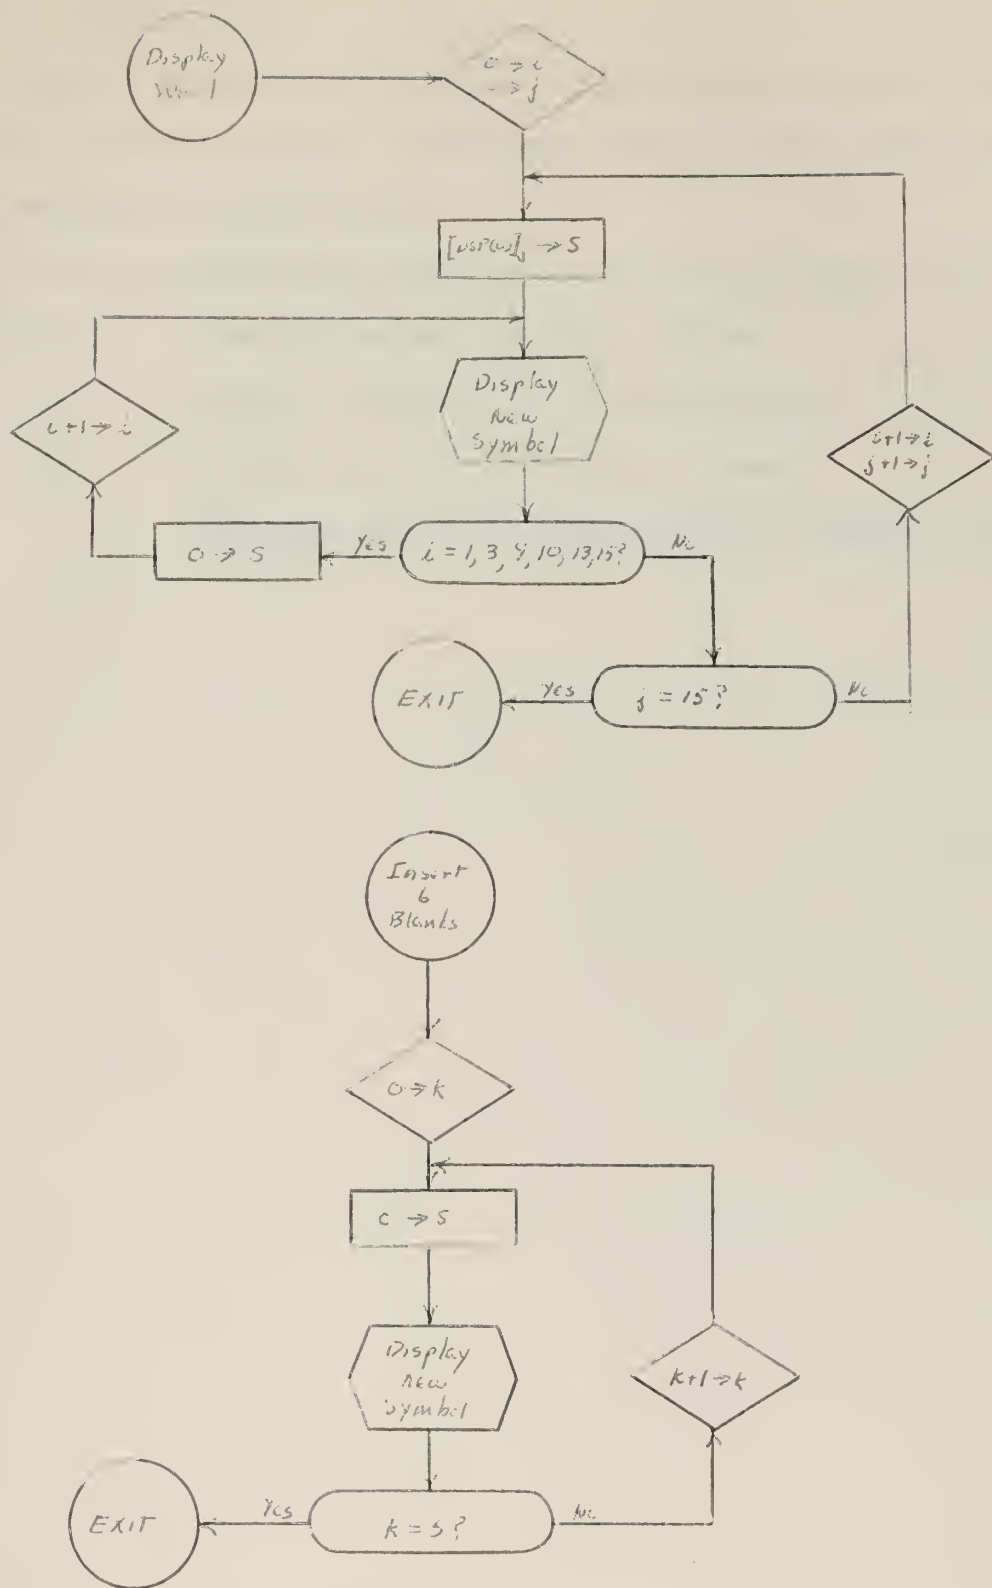 Display
0 → i
→ j
→ S
Display
New
Symbol
i+1 → i
i+1 → i
j+1 → j
0 → S
Yes
i = 1, 3, 4, 10, 13, 15?
No
EXIT
Yes
j = 15?
No
Insert
6
Blanks
0 → k
0 → S
Display
New
Symbol
k+1 → k
EXIT
Yes
k = 5?
No